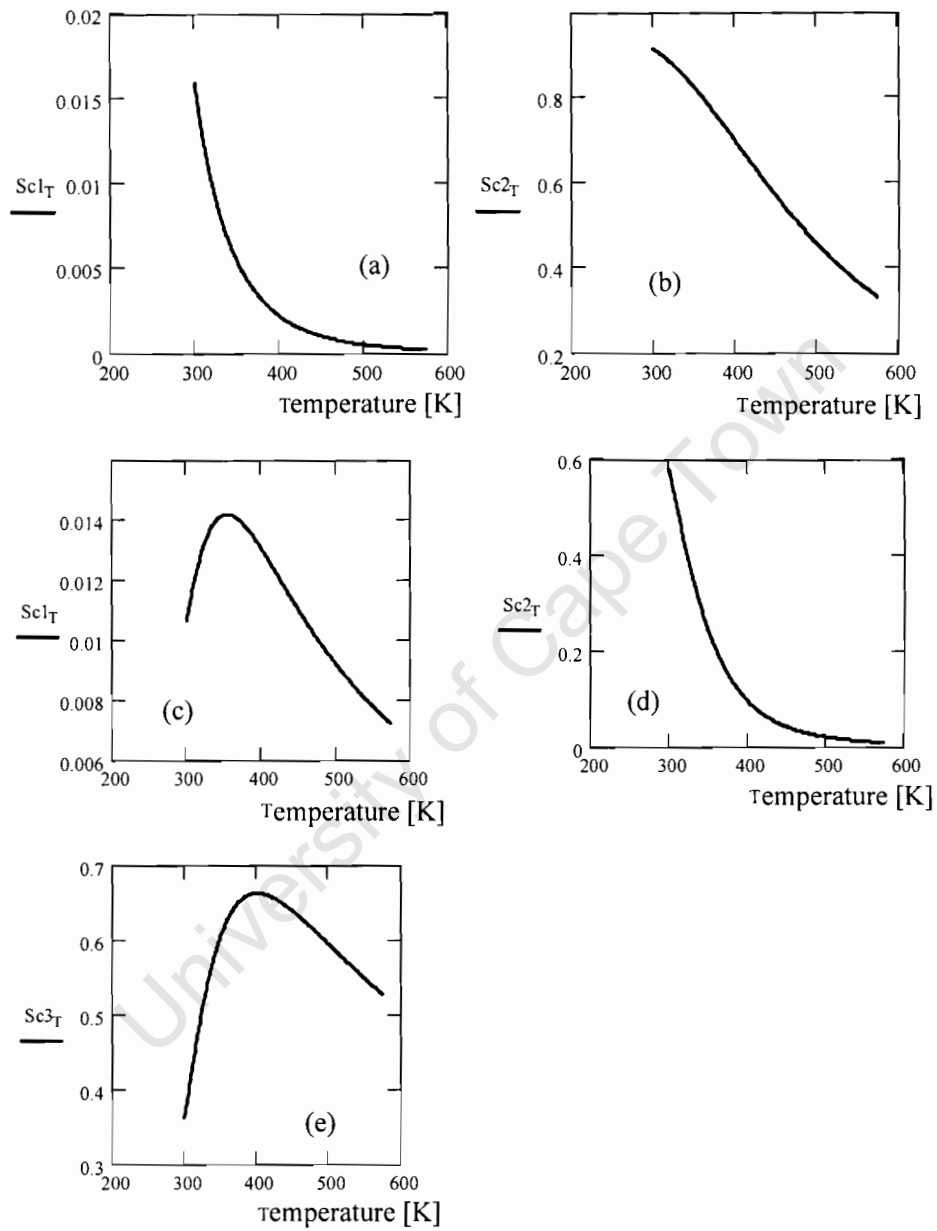 0.02
0.015
Sc1T 0.01
0.005
0
(a)
200 300 400 500 600
Temperature [K]
0.8
Sc2T 0.6
0.4
0.2
(b)
200 300 400 500 600
Temperature [K]
0.014
0.012
Sc1T 0.01
0.008
0.006
(c)
200 300 400 500 600
Temperature [K]
0.6
0.4
Sc2T
0.2
0
(d)
200 300 400 500 600
Temperature [K]
0.7
0.6
Sc3T 0.5
0.4
0.3
(e)
200 300 400 500 600
Temperature [K]
University of Cape Town